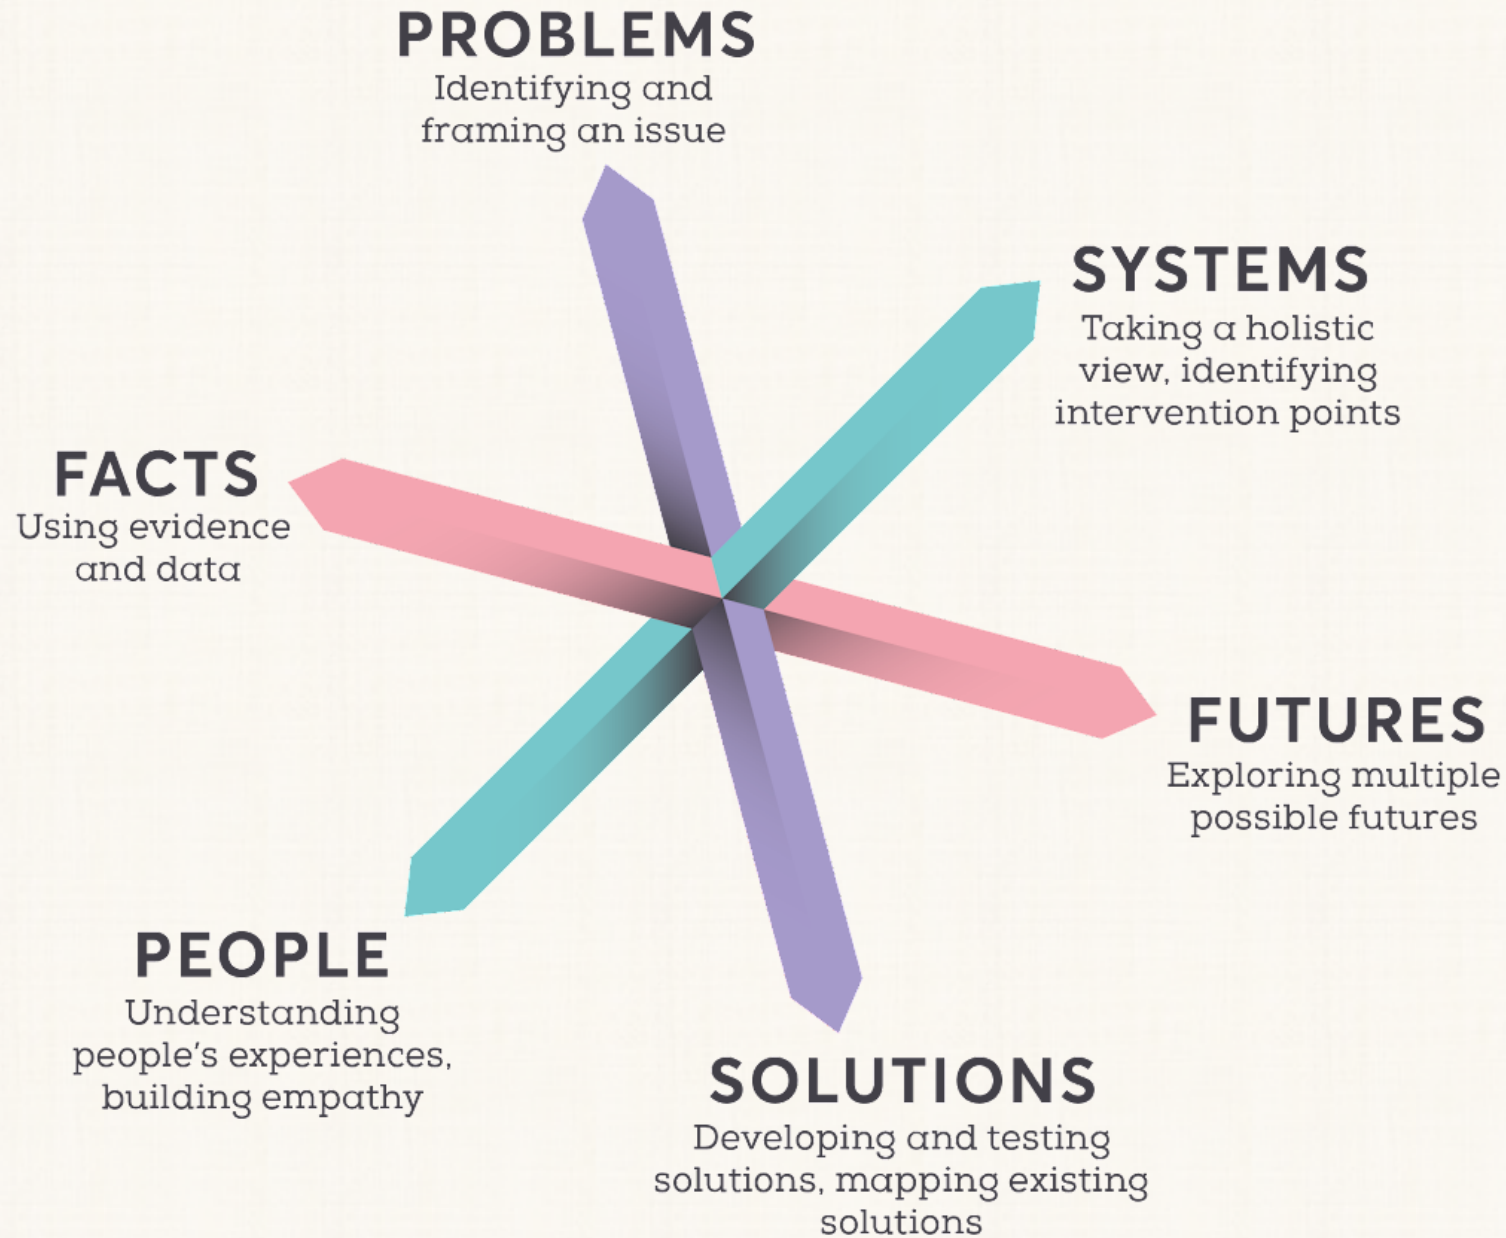 PROBLEMS
Identifying and
framing an issue
SYSTEMS
Taking a holistic
view, identifying
intervention points
FACTS
Using evidence
and data
FUTURES
Exploring multiple
possible futures
PEOPLE
Understanding
people's experiences,
building empathy
SOLUTIONS
Developing and testing
solutions, mapping existing
solutions